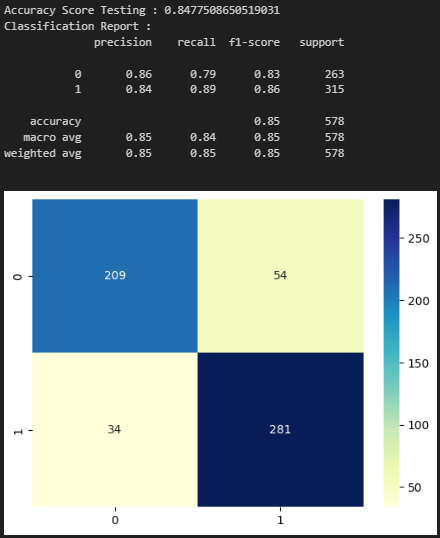 Accuracy Score Testing : 0.8477508650519031
Classification Report :
precision recall f1-score support
0 0.86 0.79 0.83 263
1 0.84 0.89 0.86 315
accuracy 0.85 578
macro avg 0.85 0.84 0.85 578
weighted avg 0.85 0.85 0.85 578
250
0 209 54
200
150
100
1 34 281
50
0 1